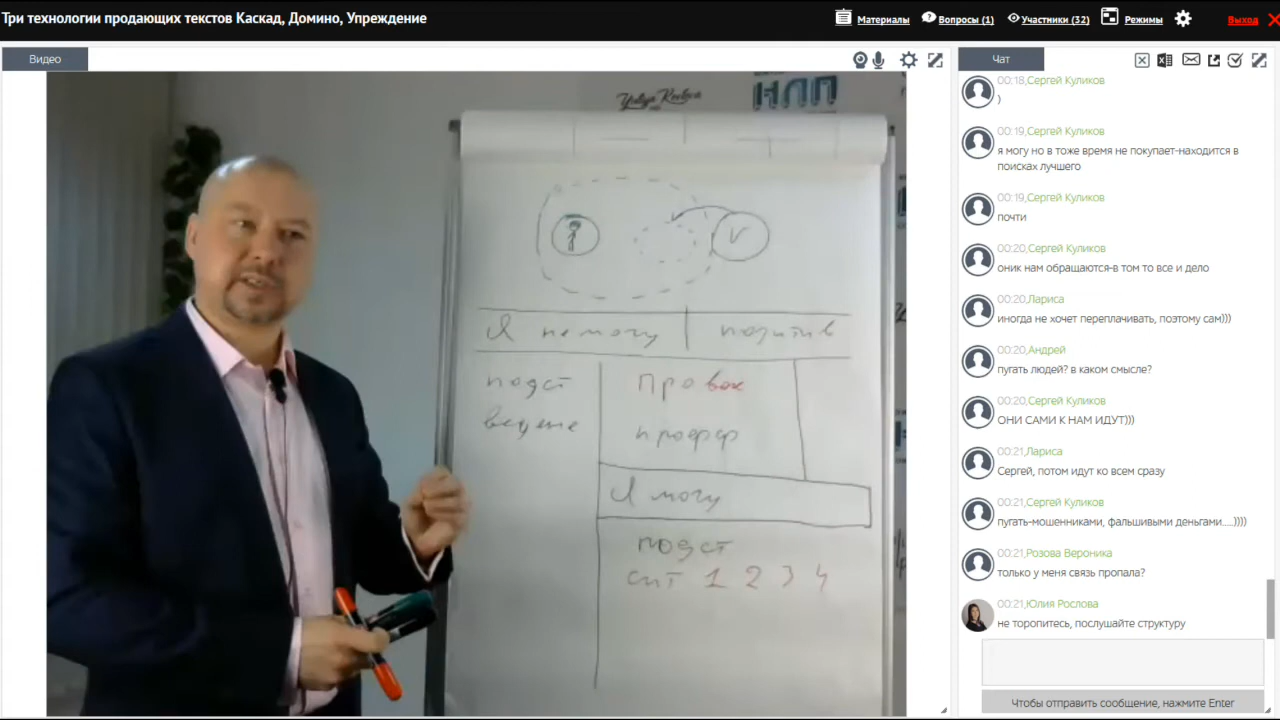 Три технологии продающих текстов Каскад, Домино, Упреждение
Материалы
Вопросы (1)
Участники (32)
Режимы
Выход
Видео
НЛП
V
Я не могу
позитив
подст
Провок
Я могу
подст
сит 1 2 3 4
Чат
00:18,Сергей Куликов
)
00:19,Сергей Куликов
я могу но в тоже время не покупает-находится в
поисках лучшего
00:19,Сергей Куликов
почти
00:20,Сергей Куликов
оник нам обращаются-в том то все и дело
00:20,Лариса
иногда не хочет переплачивать, поэтому сам)))
00:20,Андрей
пугать людей? в каком смысле?
00:20,Сергей Куликов
ОНИ САМИ К НАМ ИДУТ)))
00:21,Лариса
Сергей, потом идут ко всем сразу
00:21,Сергей Куликов
пугать-мошенниками, фальшивыми деньгами.....))))
00:21,Розова Вероника
только у меня связь пропала?
00:21,Юлия Рослова
не торопитесь, послушайте структуру
Чтобы отправить сообщение, нажмите Enter